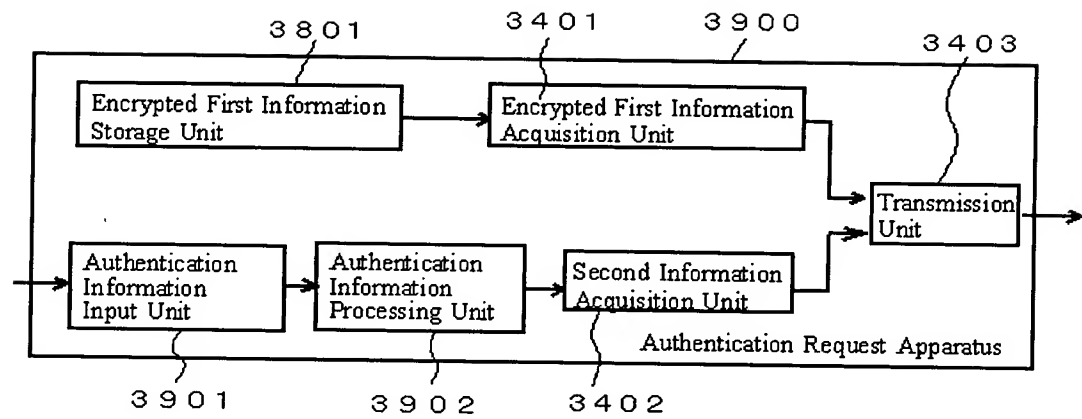 3801
3401
3900
3403
Encrypted First Information
Storage Unit
Encrypted First Information
Acquisition Unit
Transmission
Unit
Authentication
Information
Input Unit
Authentication
Information
Processing Unit
Second Information
Acquisition Unit
Authentication Request Apparatus
3901
3902
3402